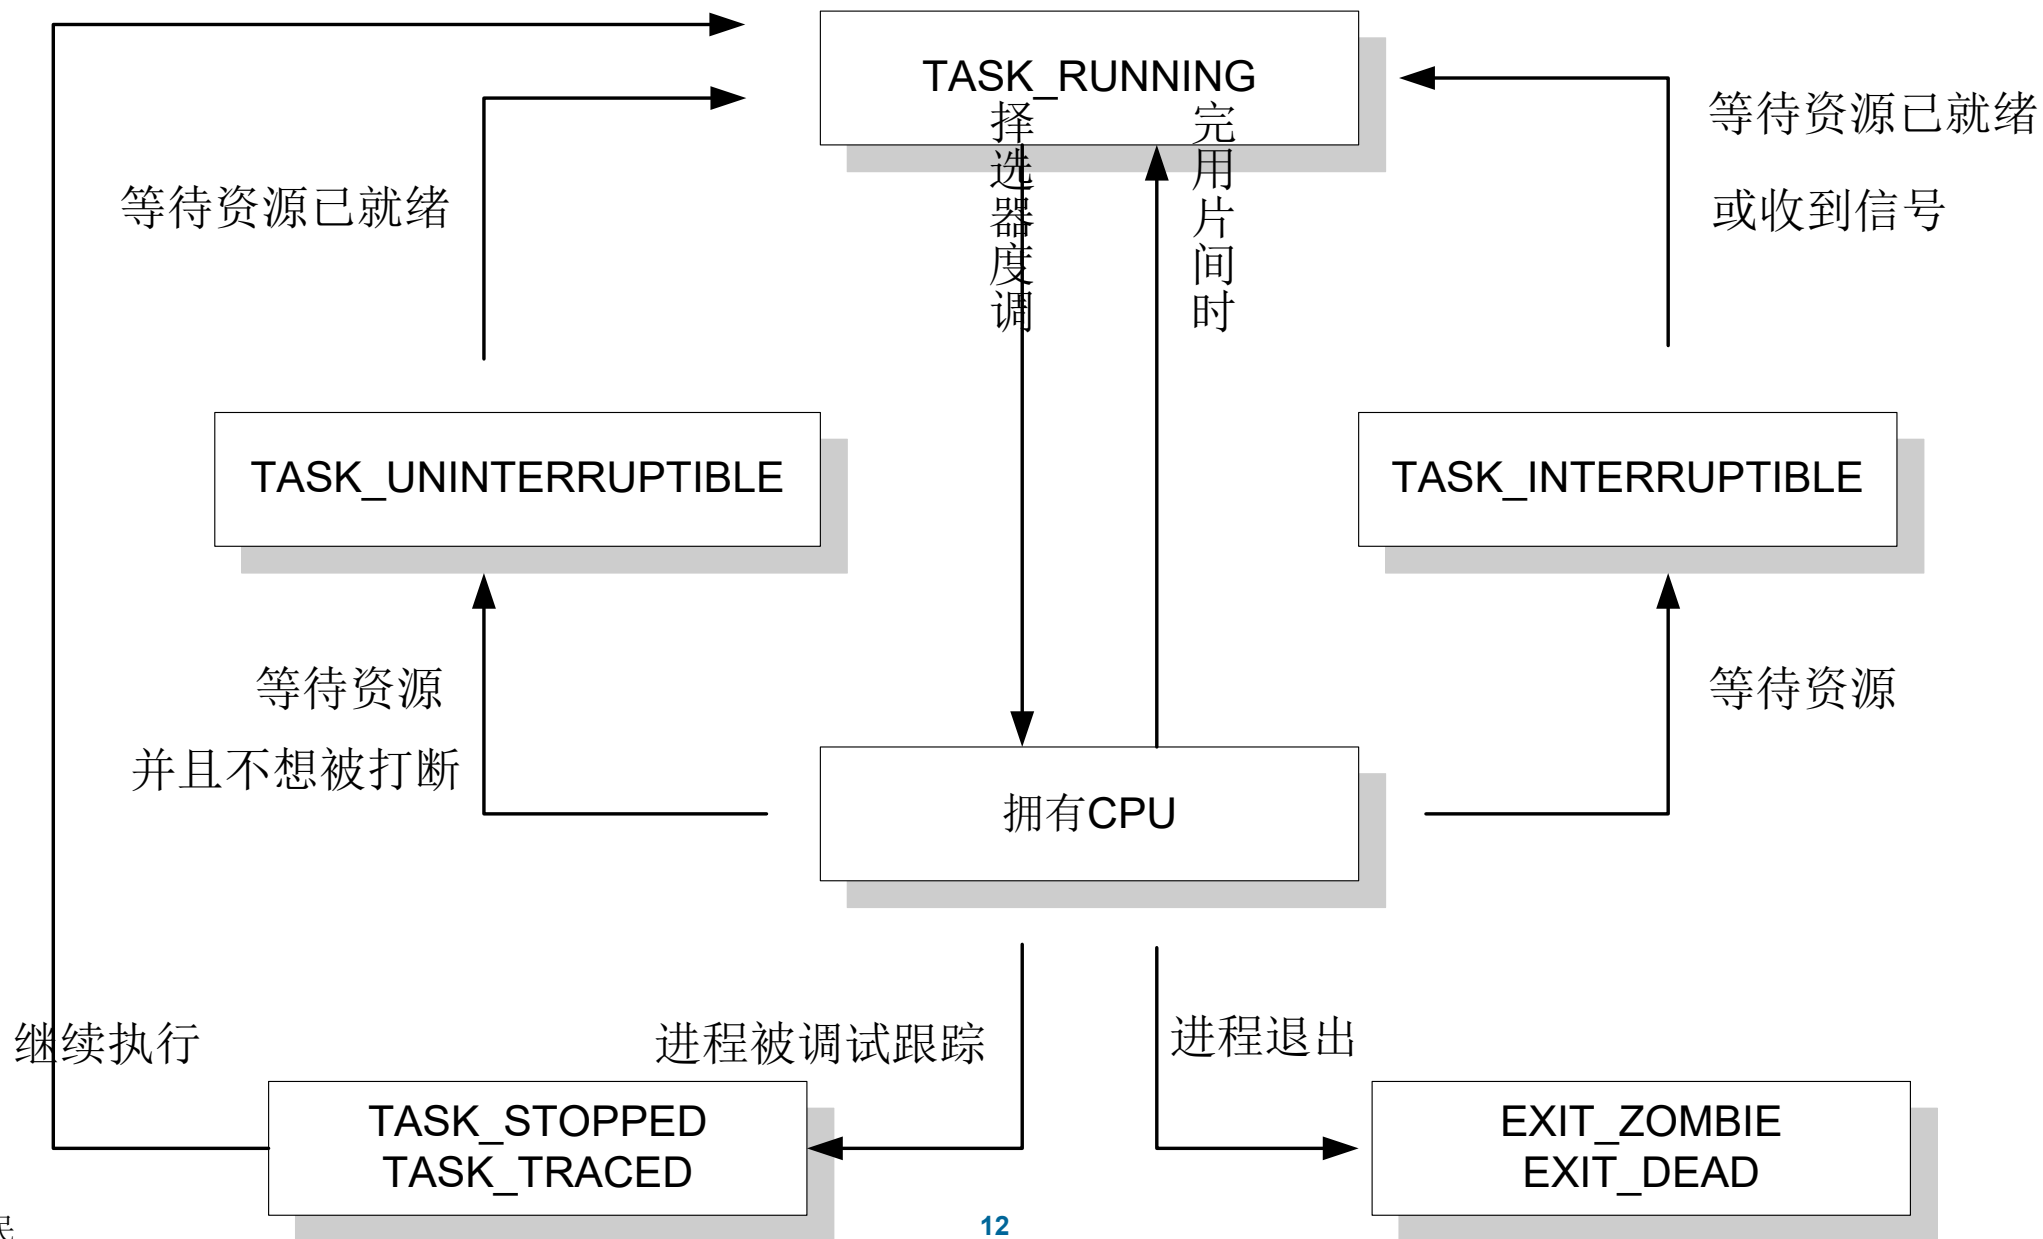 TASK_RUNNING
择选器度调
完用片间时
等待资源已就绪
或收到信号
等待资源已就绪
TASK_UNINTERRUPTIBLE
TASK_INTERRUPTIBLE
等待资源
并且不想被打断
等待资源
拥有CPU
继续执行
进程被调试跟踪
进程退出
TASK_STOPPED
TASK_TRACED
EXIT_ZOMBIE
EXIT_DEAD
12